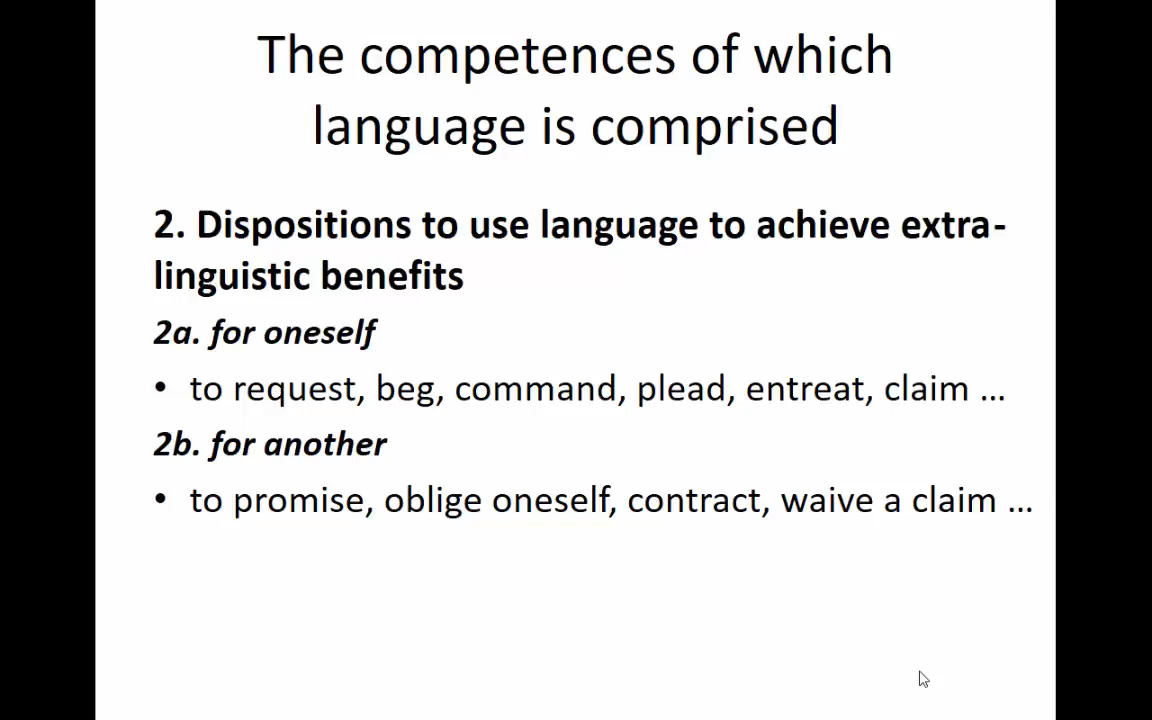 The competences of which
language is comprised
2. Dispositions to use language to achieve extra-
linguistic benefits
2a. for oneself
• to request, beg, command, plead, entreat, claim ...
2b. for another
• to promise, oblige oneself, contract, waive a claim ...